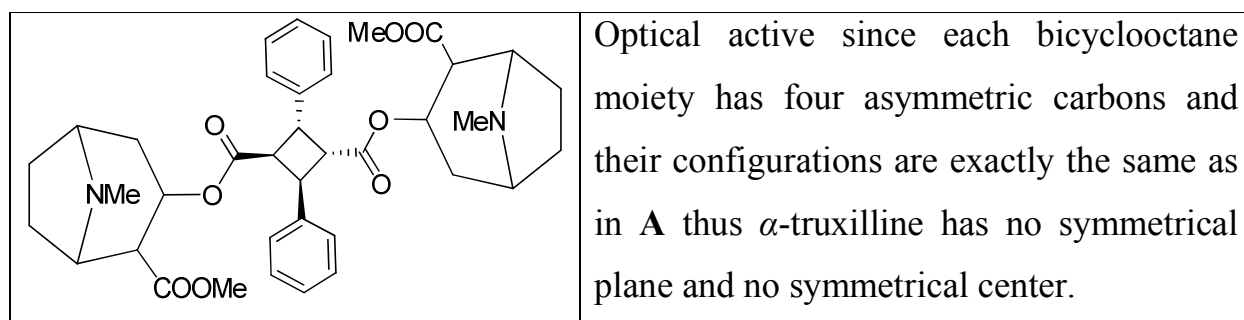 MeOOC
O
O
MeN
O
O
NMe
COOMe
Optical active since each bicyclooctane
moiety has four asymmetric carbons and
their configurations are exactly the same as
in A thus α-truxilline has no symmetrical
plane and no symmetrical center.